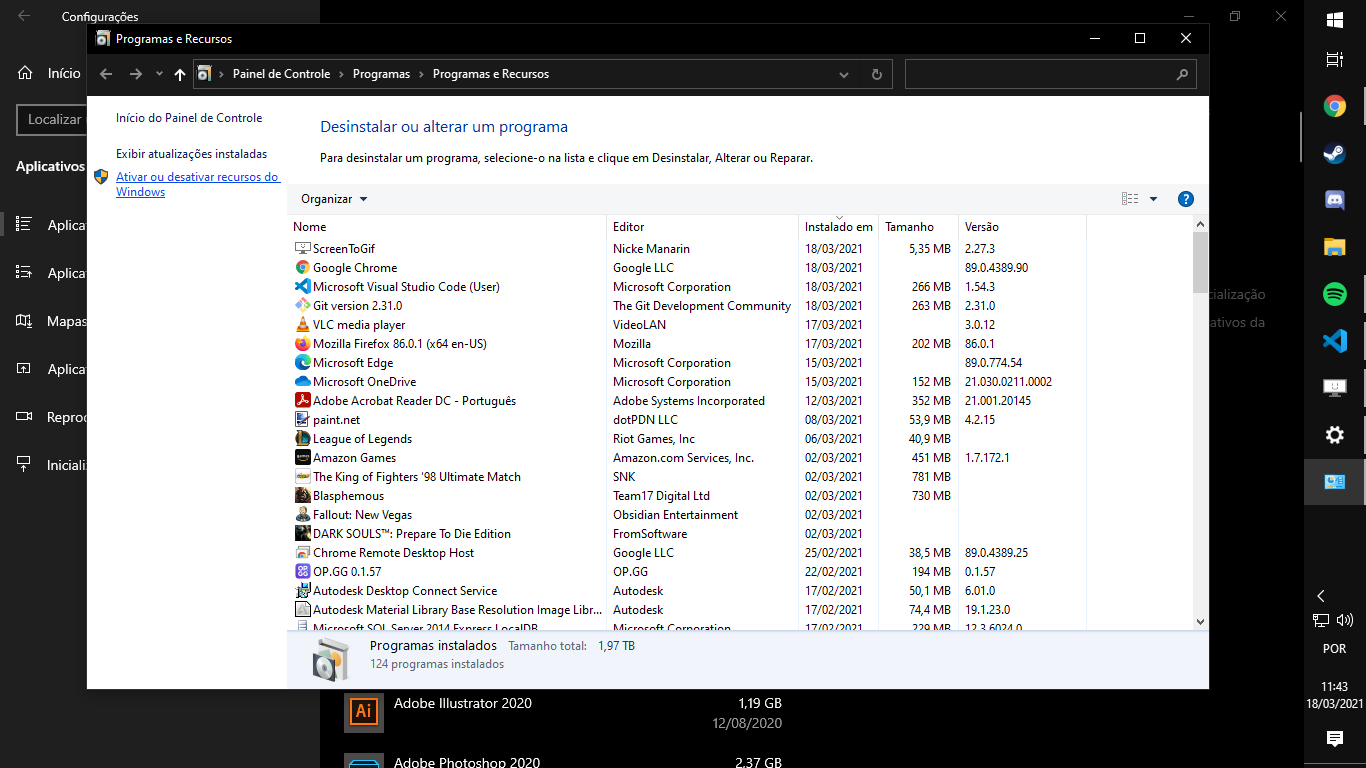 Configurações
Programas e Recursos
Painel de Controle
Programas
Programas e Recursos
Início
Localizar
Aplicativos
Mapas
Início do Painel de Controle
Exibir atualizações instaladas
Ativar ou desativar recursos do
Windows
Desinstalar ou alterar um programa
Para desinstalar um programa, selecione-o na lista e clique em Desinstalar, Alterar ou Reparar.
Organizar
Nome Editor Instalado em Tamanho Versão
ScreenToGif Nicke Manarin 18/03/2021 5,35 MB 2.27.3
Google Chrome Google LLC 18/03/2021 89.0.4389.90
Microsoft Visual Studio Code (User) Microsoft Corporation 18/03/2021 266 MB 1.54.3
Git version 2.31.0 The Git Development Community 18/03/2021 263 MB 2.31.0
VLC media player VideoLAN 17/03/2021 3.0.12
Mozilla Firefox 86.0.1 (x64 en-US) Mozilla 17/03/2021 202 MB 86.0.1
Microsoft Edge Microsoft Corporation 15/03/2021 89.0.774.54
Microsoft OneDrive Microsoft Corporation 15/03/2021 152 MB 21.030.0211.0002
Adobe Acrobat Reader DC - Português Adobe Systems Incorporated 12/03/2021 352 MB 21.001.20145
paint.net dotPDN LLC 08/03/2021 53,9 MB 4.2.15
League of Legends Riot Games, Inc 06/03/2021 40,9 MB
Amazon Games Amazon.com Services, Inc. 02/03/2021 451 MB 1.7.172.1
The King of Fighters '98 Ultimate Match SNK 02/03/2021 781 MB
Blasphemous Team17 Digital Ltd 02/03/2021 730 MB
Fallout: New Vegas Obsidian Entertainment 02/03/2021
DARK SOULS™: Prepare To Die Edition FromSoftware 02/03/2021
Chrome Remote Desktop Host Google LLC 25/02/2021 38,5 MB 89.0.4389.25
OP.GG 0.1.57 OP.GG 22/02/2021 194 MB 0.1.57
Autodesk Desktop Connect Service Autodesk 17/02/2021 50,1 MB 6.01.0
Autodesk Material Library Base Resolution Image Libr... Autodesk 17/02/2021 74,4 MB 19.1.23.0
Microsoft SQL Server 2014 Express LocalDB Microsoft Corporation 17/02/2021 229 MB 12.3.6024.0
Programas instalados Tamanho total: 1,97 TB
124 programas instalados
Adobe Illustrator 2020 1,19 GB
12/08/2020
Adobe Photoshop 2020 2,37 GB
Ai
POR
11:43
18/03/2021